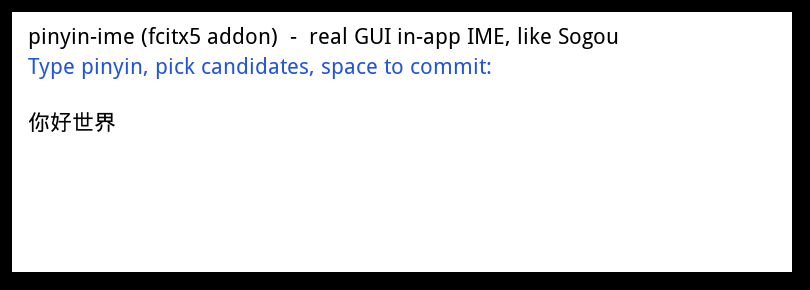 pinyin-ime (fcitx5 addon)  -  real GUI in-app IME, like Sogou
Type pinyin, pick candidates, space to commit:
你好世界